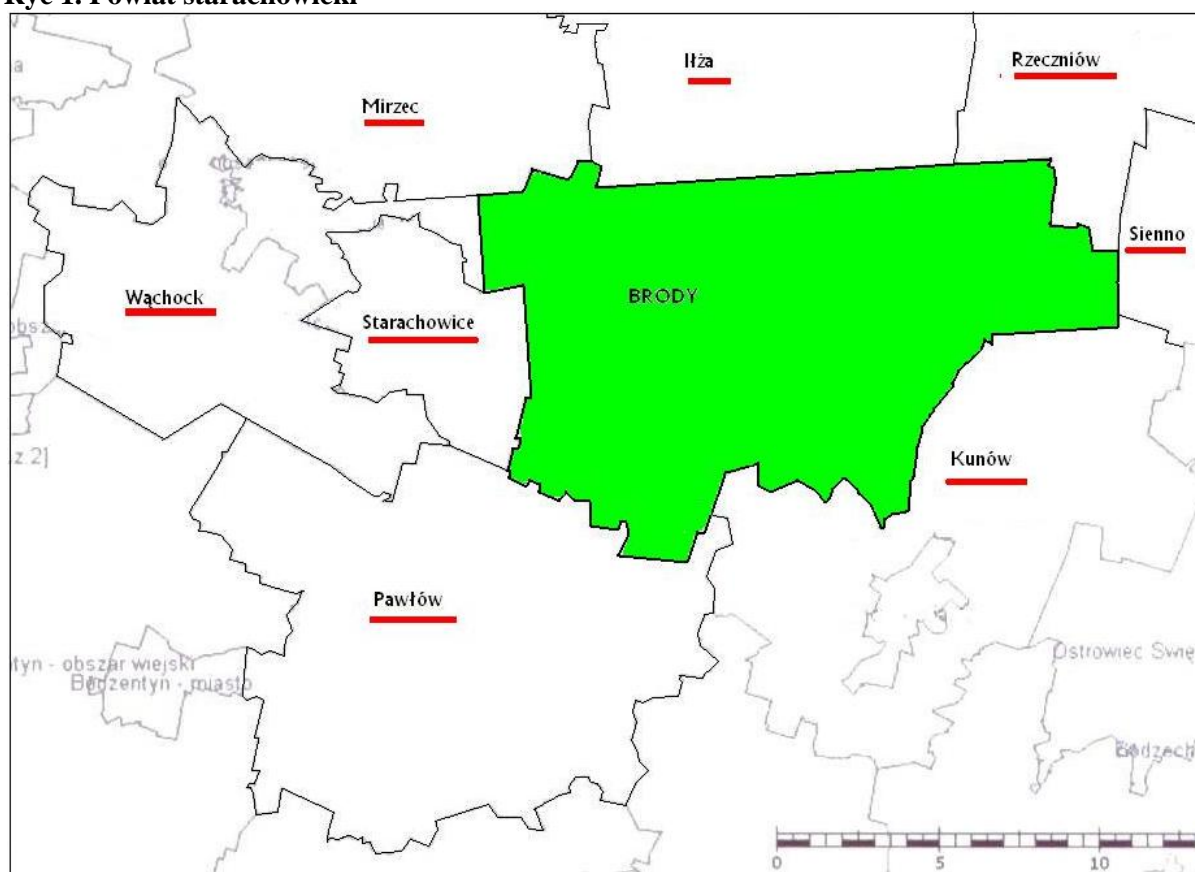 Ryc 1. Powiat starachowicki
Iłża
Rzeczniów
Mirzec
Sienno
Wąchock
BRODY
Starachowice
z.2]
Kunów
Pawłów
tyn - obszar wiejski
Bodzentyn - miasto
Ostrowiec Świę
Bodzech
0 5 10